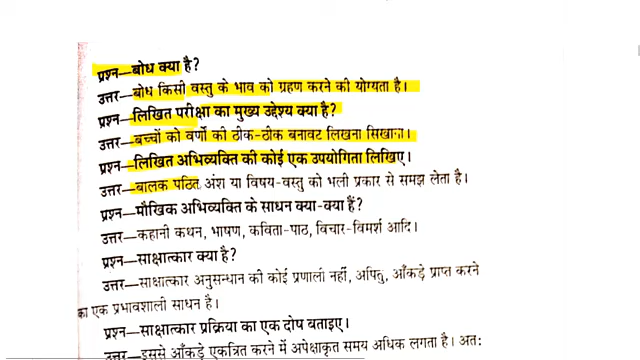 प्रश्न—बोध क्या है?
उत्तर—बोध किसी वस्तु के भाव को ग्रहण करने की योग्यता है।
प्रश्न—लिखित परीक्षा का मुख्य उद्देश्य क्या है?
उत्तर—बच्चों को वर्णों की ठीक-ठीक बनावट लिखना सिखाना।
प्रश्न—लिखित अभिव्यक्ति की कोई एक उपयोगिता लिखिए।
उत्तर—बालक पठित अंश या विषय-वस्तु को भली प्रकार से समझ लेता है।
प्रश्न—मौखिक अभिव्यक्ति के साधन क्या-क्या हैं?
उत्तर—कहानी कथन, भाषण, कविता-पाठ, विचार-विमर्श आदि।
प्रश्न—साक्षात्कार क्या है?
उत्तर—साक्षात्कार अनुसन्धान की कोई प्रणाली नहीं, अपितु, आँकड़े प्राप्त करने
का एक प्रभावशाली साधन है।
प्रश्न—साक्षात्कार प्रक्रिया का एक दोष बताइए।
उत्तर—इससे आँकड़े एकत्रित करने में अपेक्षाकृत समय अधिक लगता है। अत: